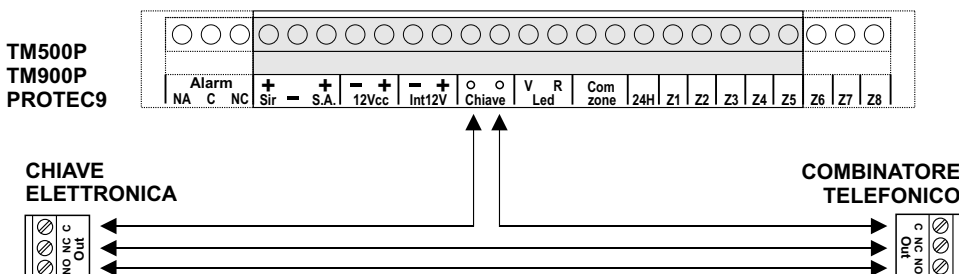 TM500P
TM900P
PROTEC9
Alarm
NA C NC
+ Sir – + S.A.
– + 12Vcc
– + Int12V
Chiave
V R
Led
Com
zone
24H Z1 Z2 Z3 Z4 Z5 Z6 Z7 Z8
CHIAVE
ELETTRONICA
COMBINATORE
TELEFONICO
C
NC
NO
Out
C
NC
NO
Out